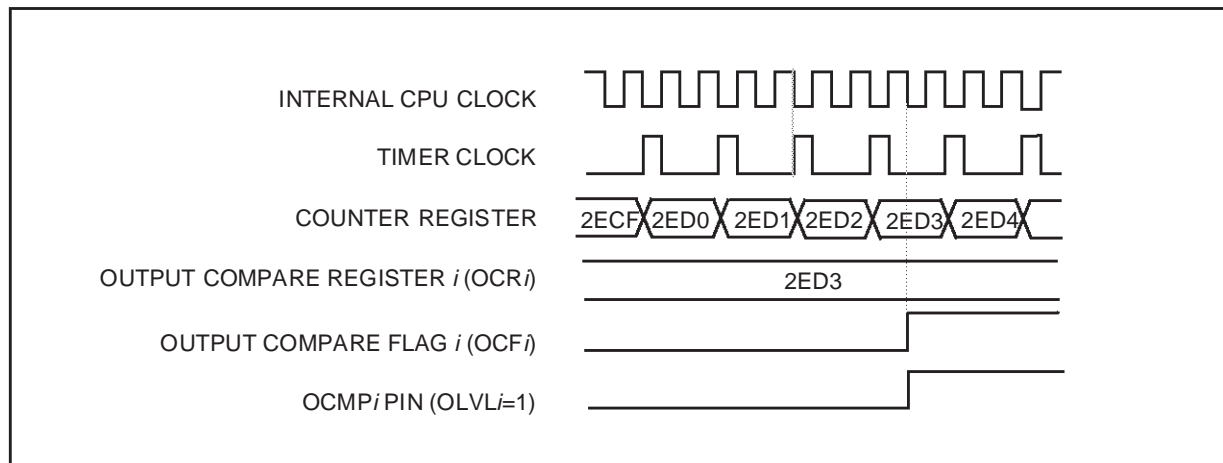 INTERNAL CPU CLOCK
TIMER CLOCK
COUNTER REGISTER 2ECF 2ED0 2ED1 2ED2 2ED3 2ED4
OUTPUT COMPARE REGISTER i (OCRi) 2ED3
OUTPUT COMPARE FLAG i (OCFi)
OCMPi PIN (OLVLi=1)